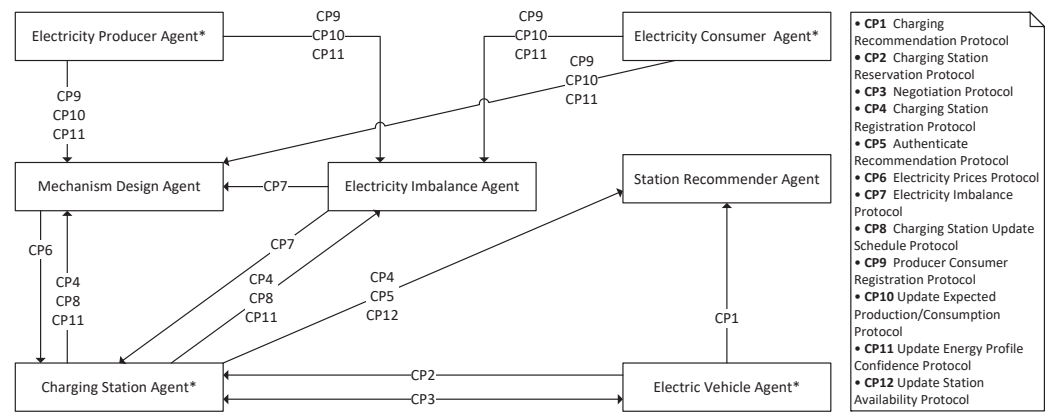 Electricity Producer Agent*
CP9
CP10
CP11
CP9
CP10
CP11
Electricity Consumer Agent*
CP9
CP10
CP11
CP9
CP10
CP11
Mechanism Design Agent
CP7
Electricity Imbalance Agent
Station Recommender Agent
CP6
CP4
CP8
CP11
CP7
CP4
CP8
CP11
CP4
CP5
CP12
CP1
Charging Station Agent*
CP2
CP3
Electric Vehicle Agent*
• CP1 Charging
Recommendation Protocol
• CP2 Charging Station
Reservation Protocol
• CP3 Negotiation Protocol
• CP4 Charging Station
Registration Protocol
• CP5 Authenticate
Recommendation Protocol
• CP6 Electricity Prices Protocol
• CP7 Electricity Imbalance
Protocol
• CP8 Charging Station Update
Schedule Protocol
• CP9 Producer Consumer
Registration Protocol
• CP10 Update Expected
Production/Consumption
Protocol
• CP11 Update Energy Profile
Confidence Protocol
• CP12 Update Station
Availability Protocol